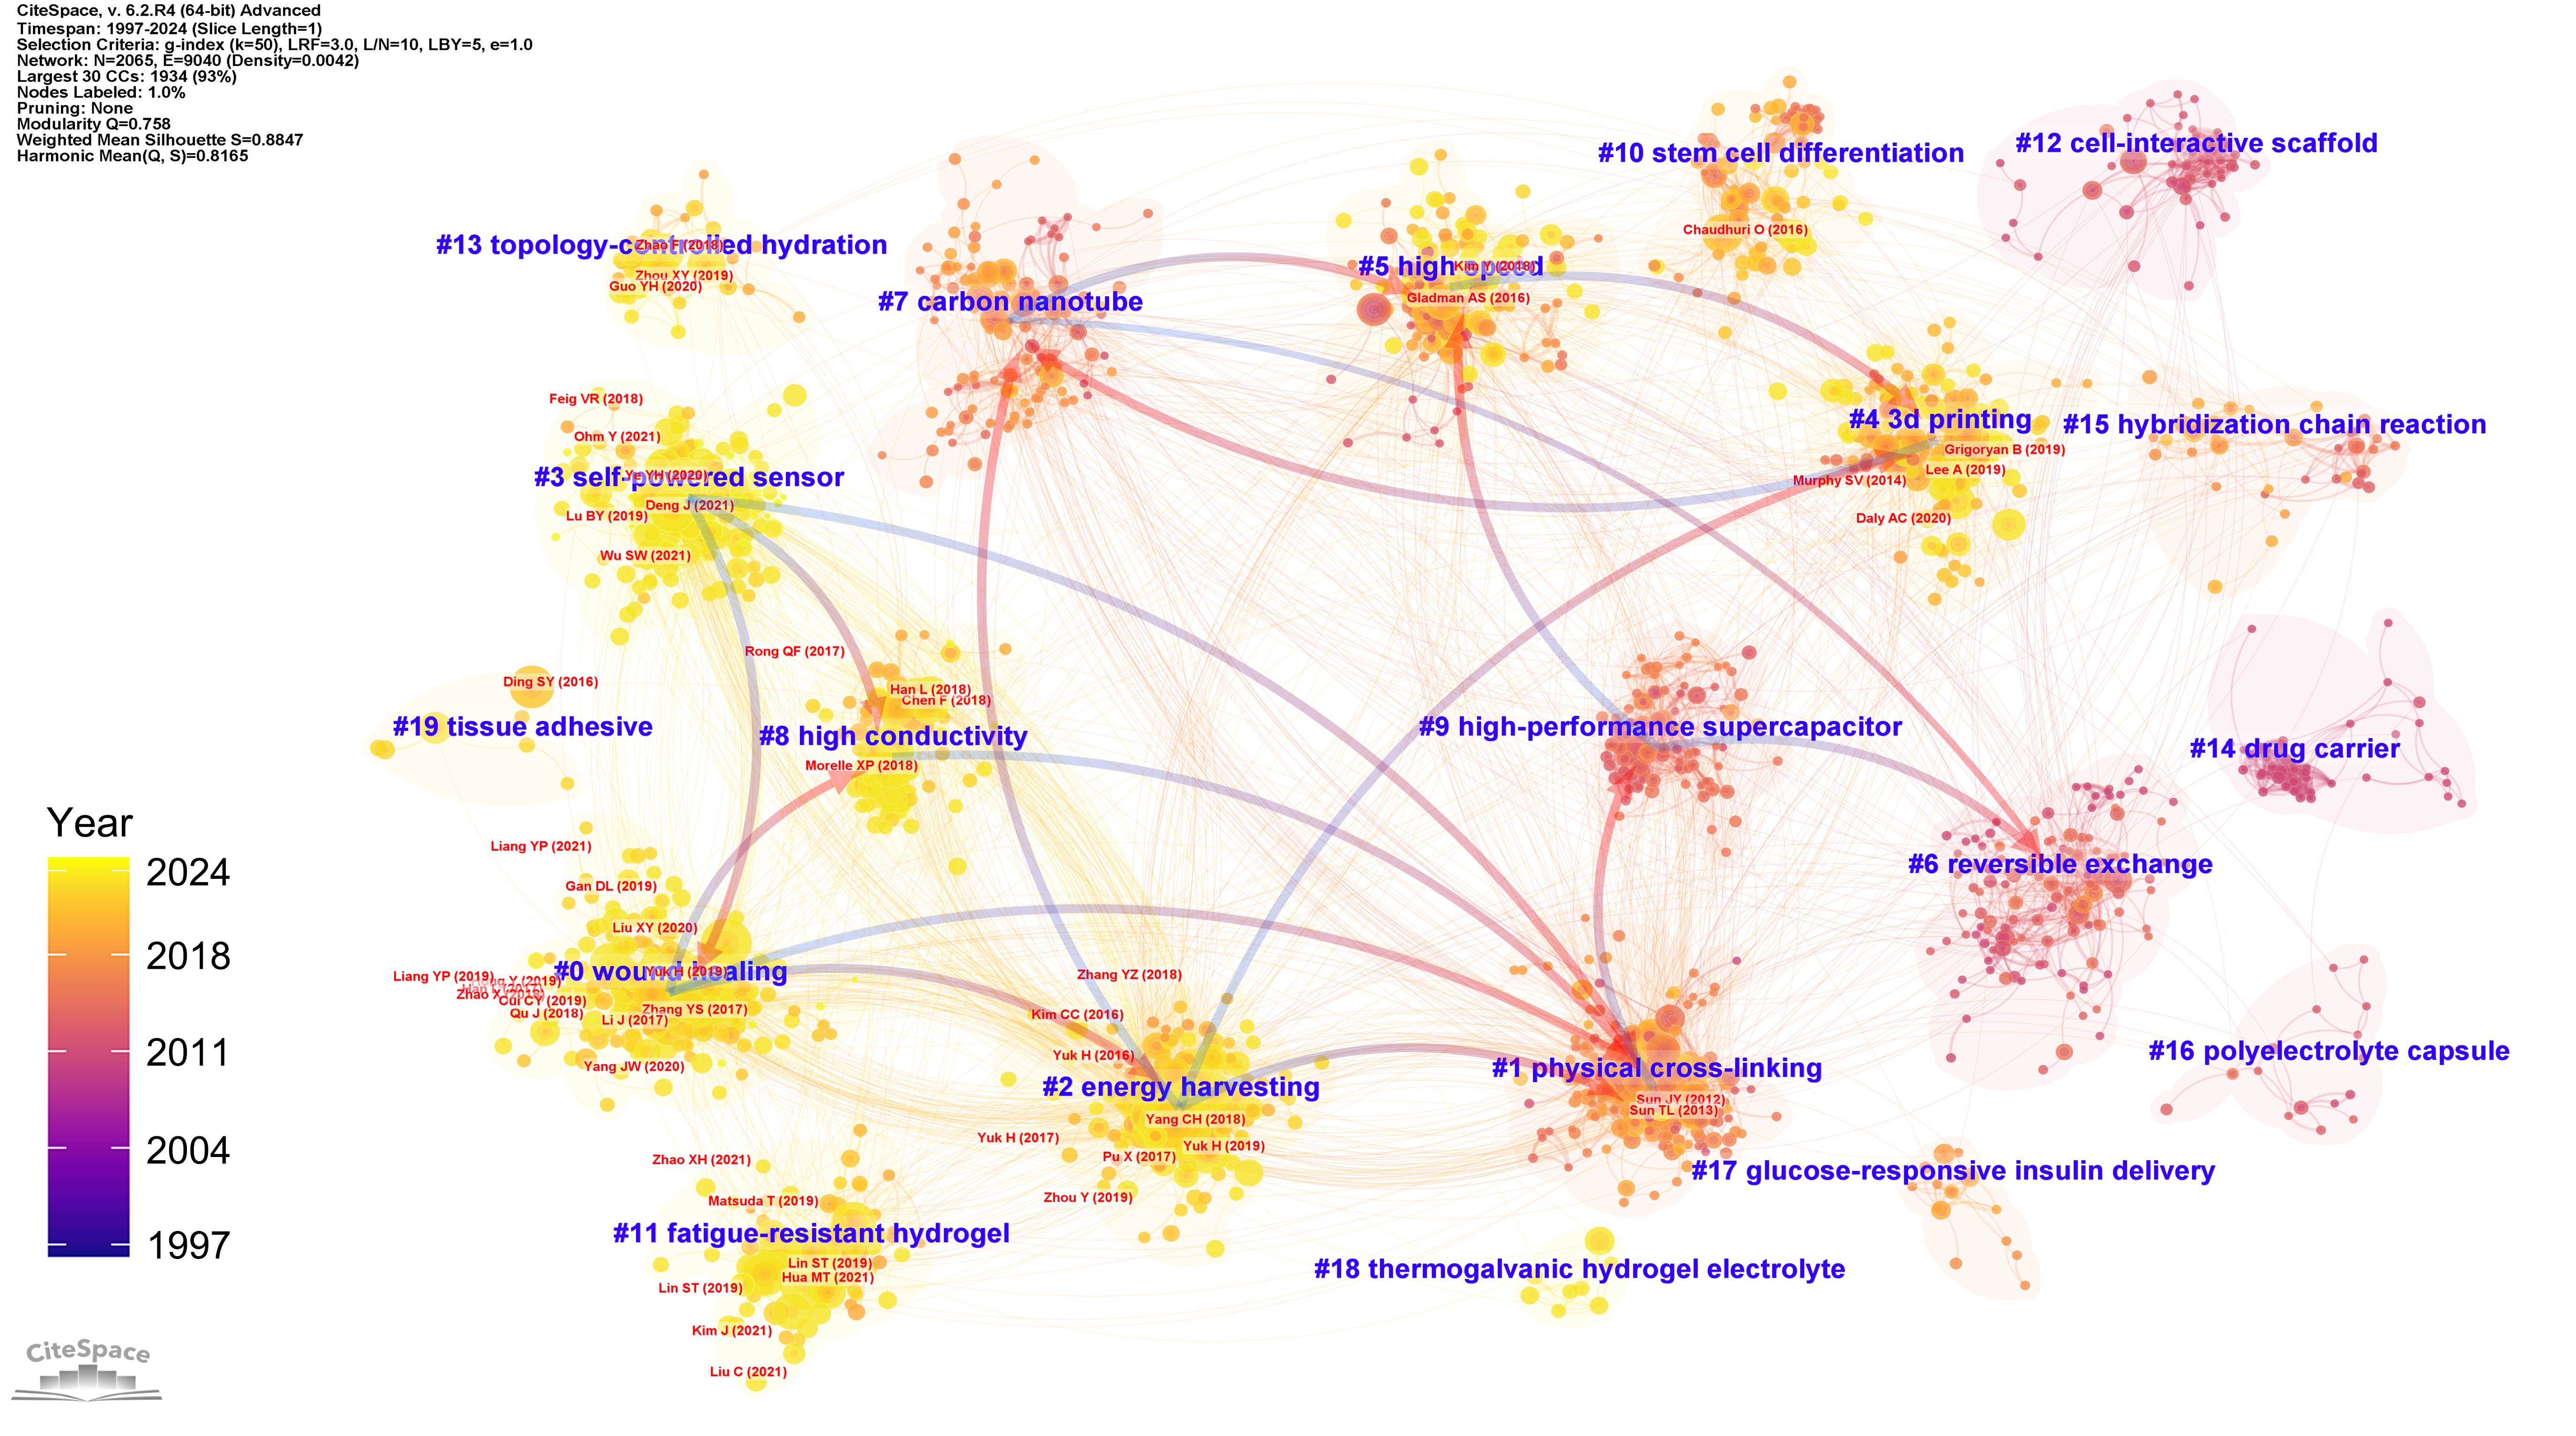 CiteSpace, v. 6.2.R4 (64-bit) Advanced
Timespan: 1997-2024 (Slice Length=1)
Selection Criteria: g-index (k=50), LRF=3.0, L/N=10, LBY=5, e=1.0
Network: N=2065, E=9040 (Density=0.0042)
Largest 30 CCs: 1934 (93%)
Nodes Labeled: 1.0%
Pruning: None
Modularity Q=0.758
Weighted Mean Silhouette S=0.8847
Harmonic Mean(Q, S)=0.8165
#12 cell-interactive scaffold
#10 stem cell differentiation
Chaudhuri O (2016)
#13 topology-controlled hydration
Zhao F (2018)
Zhou XY (2019)
Guo YH (2020)
#7 carbon nanotube
#5 high speed
Kim Y (2018)
Gladman AS (2016)
#4 3d printing
Grigoryan B (2019)
Lee A (2019)
Murphy SV (2014)
Daly AC (2020)
#15 hybridization chain reaction
Feig VR (2018)
Ohm Y (2021)
Ye YH (2020)
#3 self-powered sensor
Deng J (2021)
Lu BY (2019)
Wu SW (2021)
Rong QF (2017)
Han L (2018)
Chen F (2018)
#8 high conductivity
Morelle XP (2018)
Ding SY (2016)
#19 tissue adhesive
#9 high-performance supercapacitor
#14 drug carrier
#6 reversible exchange
Year
2024
2018
2011
2004
1997
Liang YP (2021)
Gan DL (2019)
Liu XY (2020)
#0 wound healing
Yuk H (2019)
Liang YP (2019)
Zhao X (2018)
Cui CY (2019)
Qu J (2018)
Zhang YS (2017)
Li J (2017)
Yang JW (2020)
Zhang YZ (2018)
Kim CC (2016)
Yuk H (2016)
#2 energy harvesting
Yang CH (2018)
Yuk H (2017)
Yuk H (2019)
Pu X (2017)
Zhou Y (2019)
#1 physical cross-linking
Sun JY (2012)
Sun TL (2013)
#16 polyelectrolyte capsule
#17 glucose-responsive insulin delivery
#18 thermogalvanic hydrogel electrolyte
Zhao XH (2021)
Matsuda T (2019)
#11 fatigue-resistant hydrogel
Lin ST (2019)
Hua MT (2021)
Lin ST (2019)
Kim J (2021)
Liu C (2021)
CiteSpace